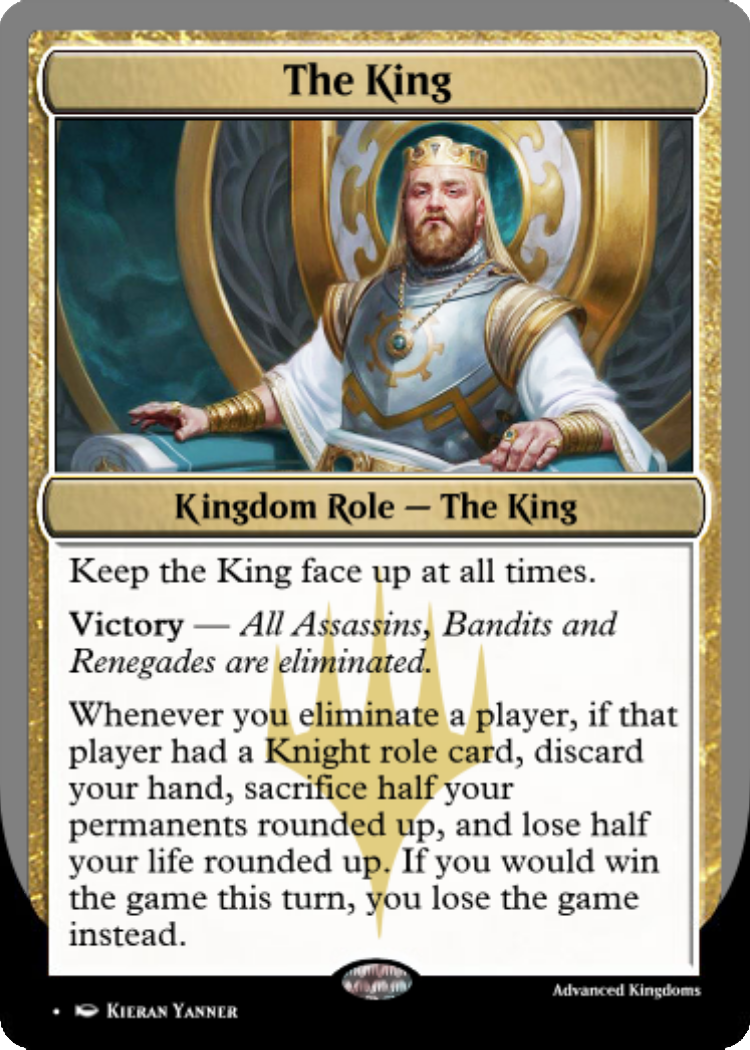 The King
Kingdom Role — The King
Keep the King face up at all times.
Victory — All Assassins, Bandits and
Renegades are eliminated.
Whenever you eliminate a player, if that
player had a Knight role card, discard
your hand, sacrifice half your
permanents rounded up, and lose half
your life rounded up. If you would win
the game this turn, you lose the game
instead.
Advanced Kingdoms
• Kieran Yanner